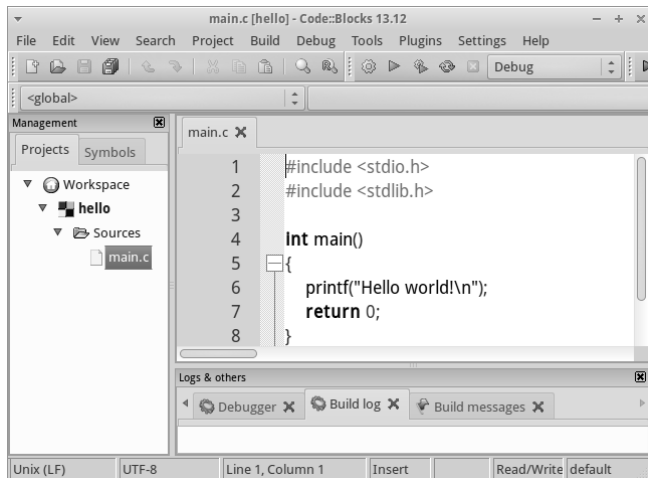 main.c [hello] - Code::Blocks 13.12
File Edit View Search Project Build Debug Tools Plugins Settings Help
Debug
<global>
Management
Projects Symbols
Workspace
hello
Sources
main.c
main.c
1 #include <stdio.h>
2 #include <stdlib.h>
3
4 int main()
5 {
6 printf("Hello world!\n");
7 return 0;
8 }
Logs & others
Debugger Build log Build messages
Unix (LF) UTF-8 Line 1, Column 1 Insert Read/Write default